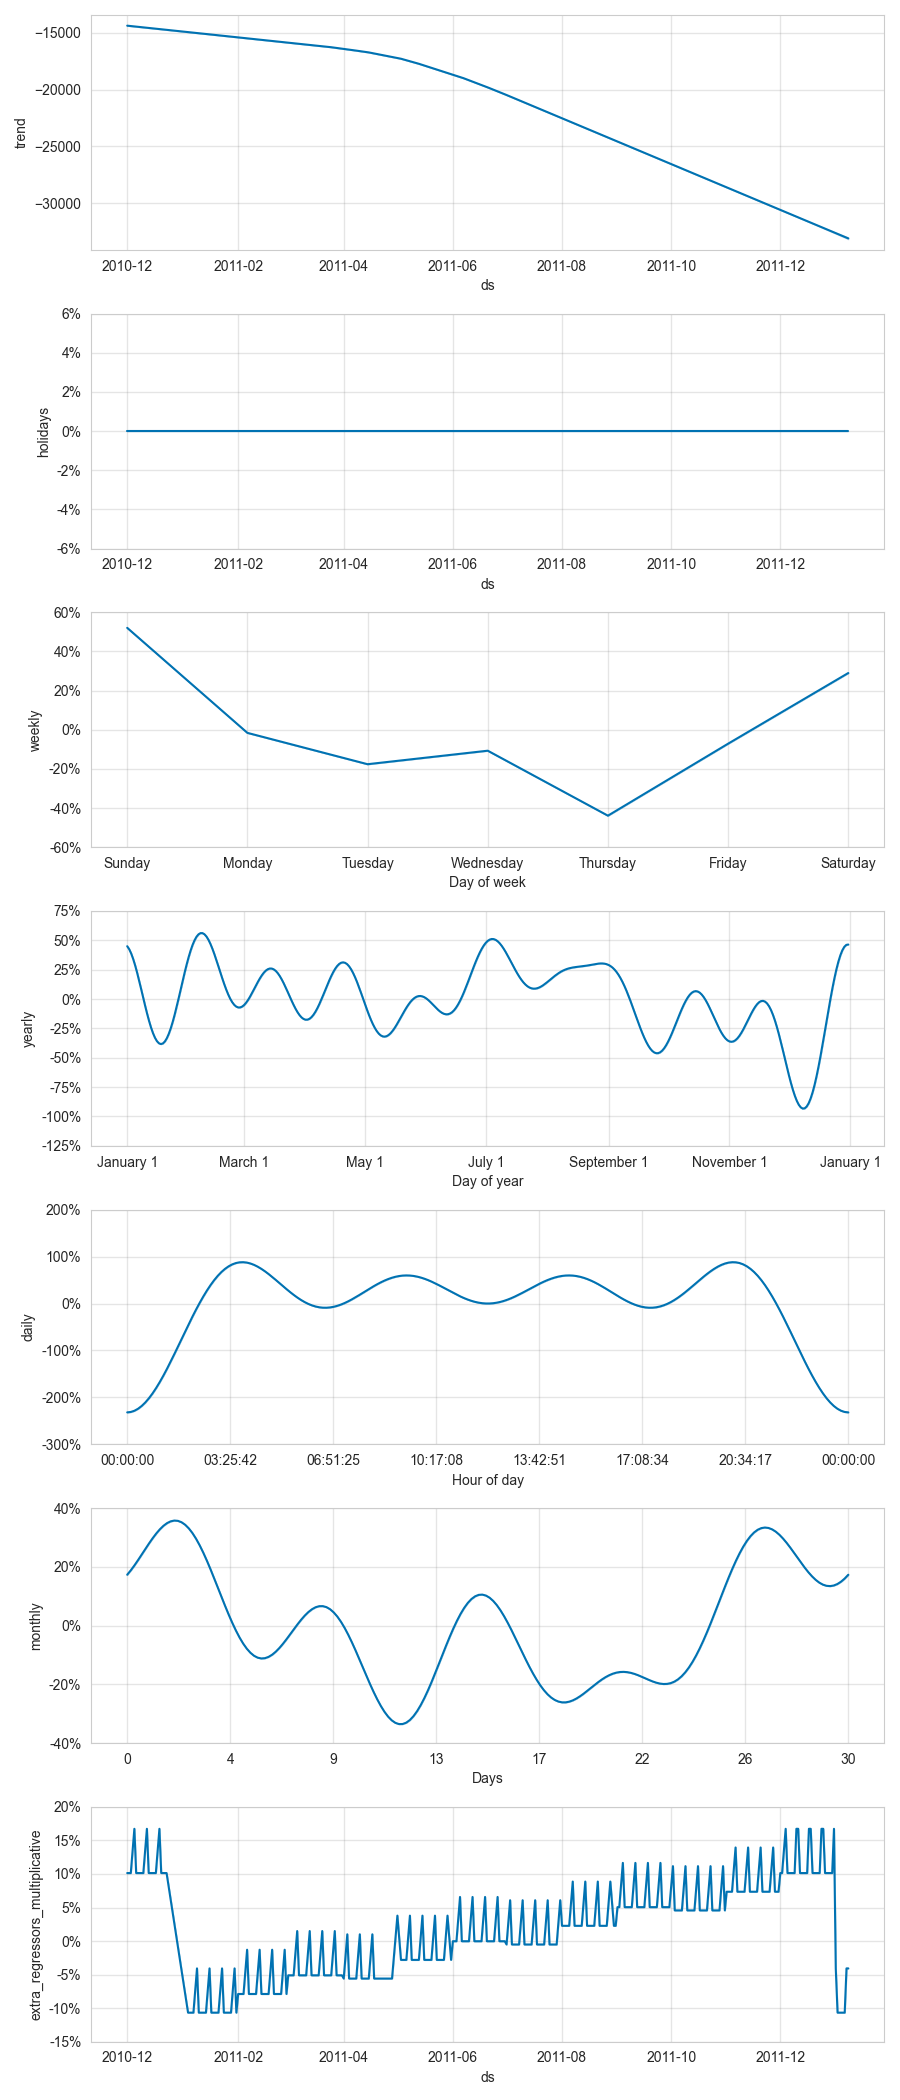 −15000
−20000
−25000
−30000
trend
2010-12 2011-02 2011-04 2011-06 2011-08 2011-10 2011-12
ds
6%
4%
2%
0%
-2%
-4%
-6%
holidays
2010-12 2011-02 2011-04 2011-06 2011-08 2011-10 2011-12
ds
60%
40%
20%
0%
-20%
-40%
-60%
weekly
Sunday Monday Tuesday Wednesday Thursday Friday Saturday
Day of week
75%
50%
25%
0%
-25%
-50%
-75%
-100%
-125%
yearly
January 1 March 1 May 1 July 1 September 1 November 1 January 1
Day of year
200%
100%
0%
-100%
-200%
-300%
daily
00:00:00 03:25:42 06:51:25 10:17:08 13:42:51 17:08:34 20:34:17 00:00:00
Hour of day
40%
20%
0%
-20%
-40%
monthly
0 4 9 13 17 22 26 30
Days
20%
15%
10%
5%
0%
-5%
-10%
-15%
extra_regressors_multiplicative
2010-12 2011-02 2011-04 2011-06 2011-08 2011-10 2011-12
ds